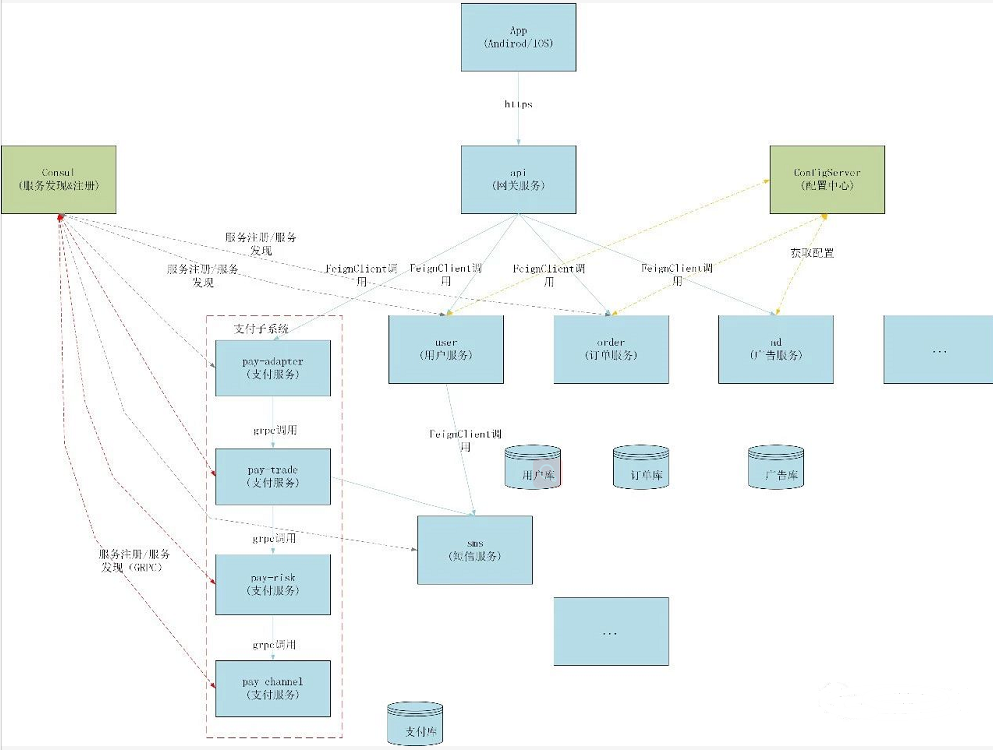 App
(Andirod/IOS)
https
Consul
(服务发现&注册)
api
(网关服务)
ConfigServer
(配置中心)
服务注册/服务
发现
服务注册/服务
发现
FeignClient调
用
FeignClient调
用
FeignClient调
用
FeignClient调
用
获取配置
支付子系统
pay-adapter
(支付服务)
user
(用户服务)
order
(订单服务)
ad
(广告服务)
...
grpc调用
FeignClient调
用
pay-trade
(支付服务)
用户库
订单库
广告库
grpc调用
sms
(短信服务)
服务注册/服务
发现（GRPC）
pay-risk
(支付服务)
...
grpc调用
pay channel
(支付服务)
支付库